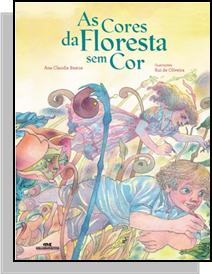 As Cores
da Floresta
sem Cor
Ana Claudia Bastos
Ilustrações
Rui de Oliveira